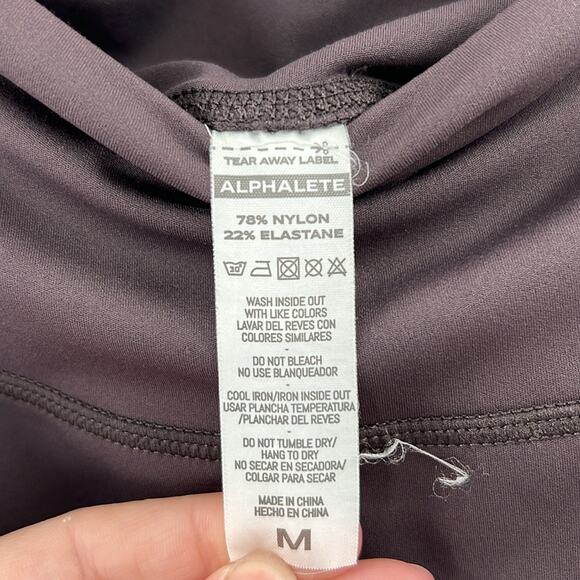 TEAR AWAY LABEL
ALPHALETE
78% NYLON
22% ELASTANE
30°
WASH INSIDE OUT
WITH LIKE COLORS
LAVAR DEL REVES CON
COLORES SIMILARES
-
DO NOT BLEACH
NO USE BLANQUEADOR
-
COOL IRON/IRON INSIDE OUT
USAR PLANCHA TEMPERATURA
/PLANCHAR DEL REVES
-
DO NOT TUMBLE DRY/
HANG TO DRY
NO SECAR EN SECADORA/
COLGAR PARA SECAR
MADE IN CHINA
HECHO EN CHINA
M